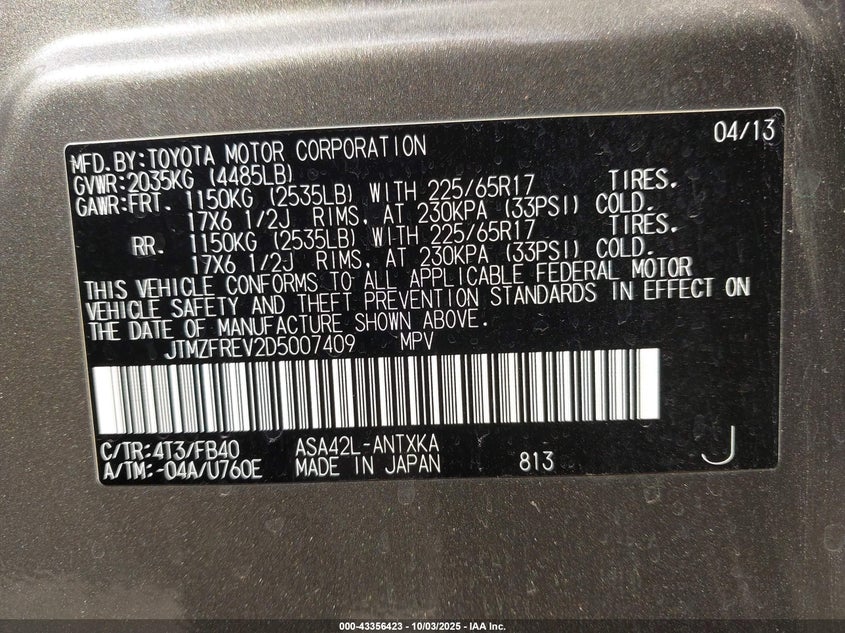 04/13
MFD.BY:TOYOTA MOTOR CORPORATION
GVWR:2035KG (4485LB)
GAWR:FRT. 1150KG (2535LB) WITH 225/65R17 TIRES.
17X6 1/2J RIMS, AT 230KPA (33PSI) COLD.
RR. 1150KG (2535LB) WITH 225/65R17 TIRES.
17X6 1/2J RIMS, AT 230KPA (33PSI) COLD.
THIS VEHICLE CONFORMS TO ALL APPLICABLE FEDERAL MOTOR
VEHICLE SAFETY AND THEFT PREVENTION STANDARDS IN EFFECT ON
THE DATE OF MANUFACTURE SHOWN ABOVE.
JTMZFREV2D5007409 MPV
C/TR:4T3/FB40 ASA42L-ANTXKA
A/TM:-04A/U760E MADE IN JAPAN 813 J
000-43356423 - 10/03/2025 - IAA Inc.